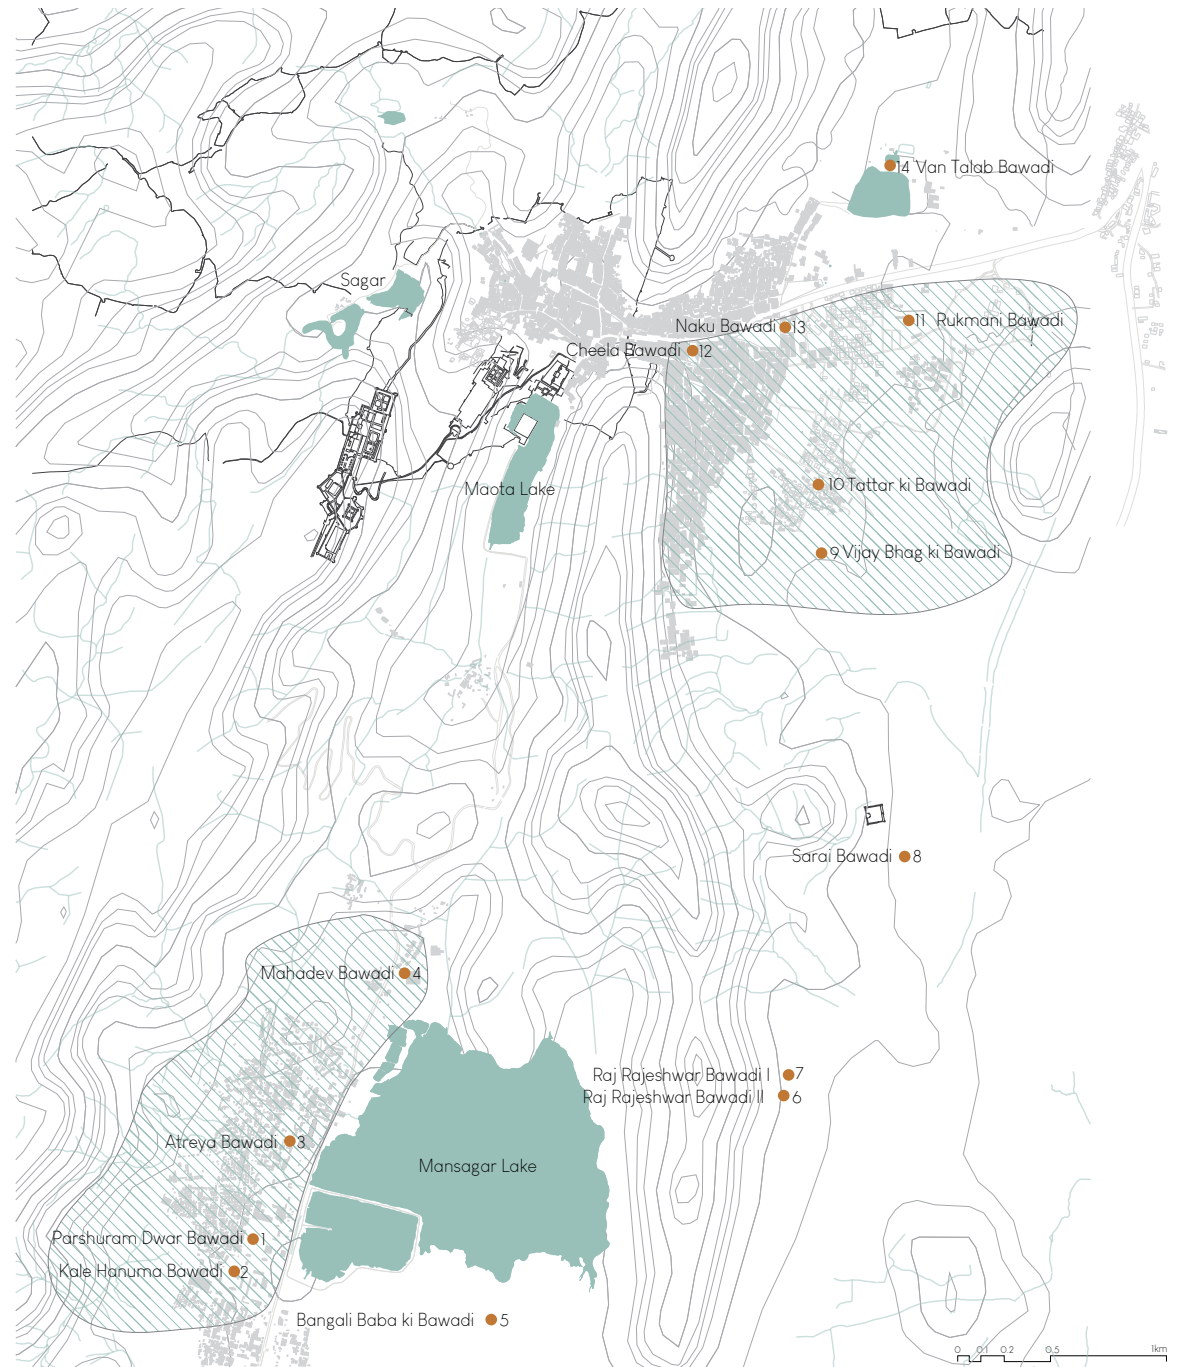 14 Van Talab Bawadi
Sagar
Naku Bawadi 13
11 Rukmani Bawadi
Cheela Bawadi 12
Maota Lake
10 Tattar ki Bawadi
9 Vijay Bhag ki Bawadi
Sarai Bawadi 8
Mahadev Bawadi 4
Raj Rajeshwar Bawadi I 7
Raj Rajeshwar Bawadi II 6
Atreya Bawadi 3
Mansagar Lake
Parshuram Dwar Bawadi 1
Kale Hanuma Bawadi 2
Bangali Baba ki Bawadi 5
0 0.1 0.2 0.5 1km